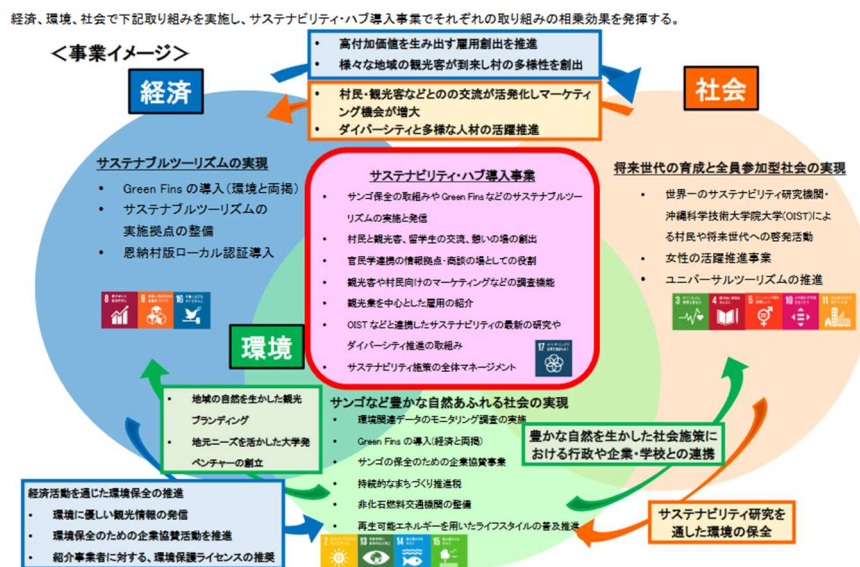 経済、環境、社会で下記取り組みを実施し、サステナビリティ・ハブ導入事業でそれぞれの取り組みの相乗効果を発揮する。
＜事業イメージ＞
• 高付加価値を生み出す雇用創出を推進
• 様々な地域の観光客が到来し村の多様性を創出
経済
社会
• 村民・観光客などとのの交流が活発化しマーケティ
ング機会が増大
• ダイバーシティと多様な人材の活躍推進
サステナブルツーリズムの実現
• Green Fins の導入（環境と両掲）
• サステナブルツーリズムの
実施拠点の整備
• 恩納村版ローカル認証導入
8
9
10
サステナビリティ・ハブ導入事業
• サンゴ保全の取組みや Green Fins などのサステナブルツー
リズムの実施と発信
• 村民と観光客、留学生の交流、憩いの場の創出
• 官民学連携の情報拠点・商談の場としての役割
• 観光客や村民向けのマーケティングなどの調査機能
• 観光業を中心とした雇用の紹介
• OIST などと連携したサステナビリティの最新の研究や
ダイバーシティ推進の取組み
• サステナビリティ施策の全体マネージメント
17
将来世代の育成と全員参加型社会の実現
• 世界一のサステナビリティ研究機関・
沖縄科学技術大学院大学(OIST)によ
る村民や将来世代への啓発活動
• 女性の活躍推進事業
• ユニバーサルツーリズムの推進
3
4
5
10
11
環境
• 地域の自然を生かした観光
ブランディング
• 地元ニーズを活かした大学発
ベンチャーの創立
サンゴなど豊かな自然あふれる社会の実現
• 環境関連データのモニタリング調査の実施
• Green Fins の導入（経済と両掲）
• サンゴの保全のための企業協賛事業
• 持続的なまちづくり推進税
• 非化石燃料交通機関の整備
• 再生可能エネルギーを用いたライフスタイルの普及推進
7
13
14
15
豊かな自然を生かした社会施策に
おける行政や企業・学校との連携
経済活動を通じた環境保全の推進
• 環境に優しい観光情報の発信
• 環境保全のための企業協賛活動を推進
• 紹介事業者に対する、環境保護ライセンスの推奨
サステナビリティ研究を
通した環境の保全